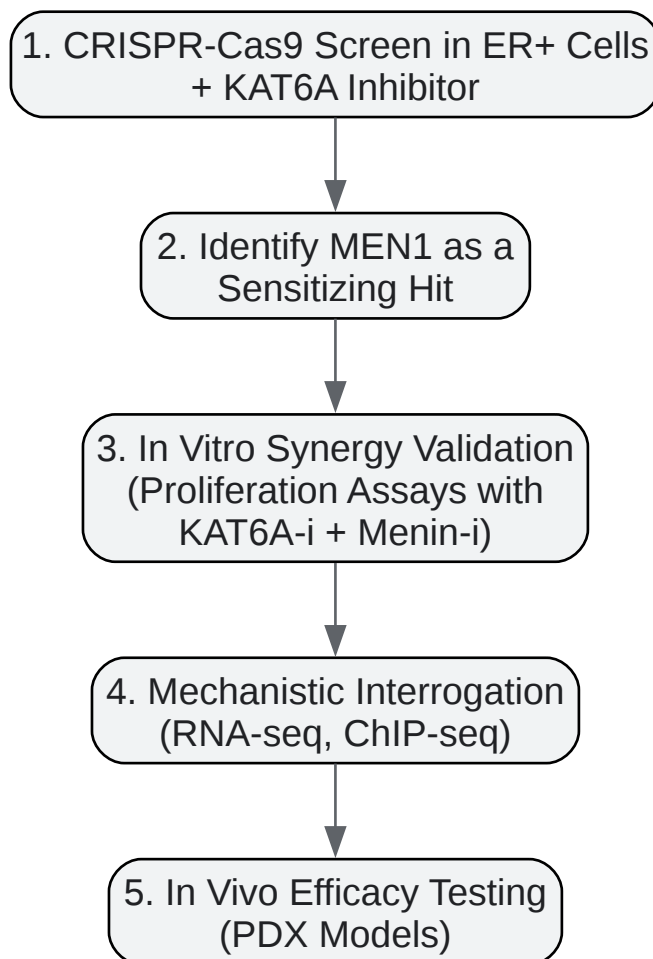 1. CRISPR-Cas9 Screen in ER+ Cells
+ KAT6A Inhibitor
2. Identify MEN1 as a
Sensitizing Hit
3. In Vitro Synergy Validation
(Proliferation Assays with
KAT6A-i + Menin-i)
4. Mechanistic Interrogation
(RNA-seq, ChIP-seq)
5. In Vivo Efficacy Testing
(PDX Models)